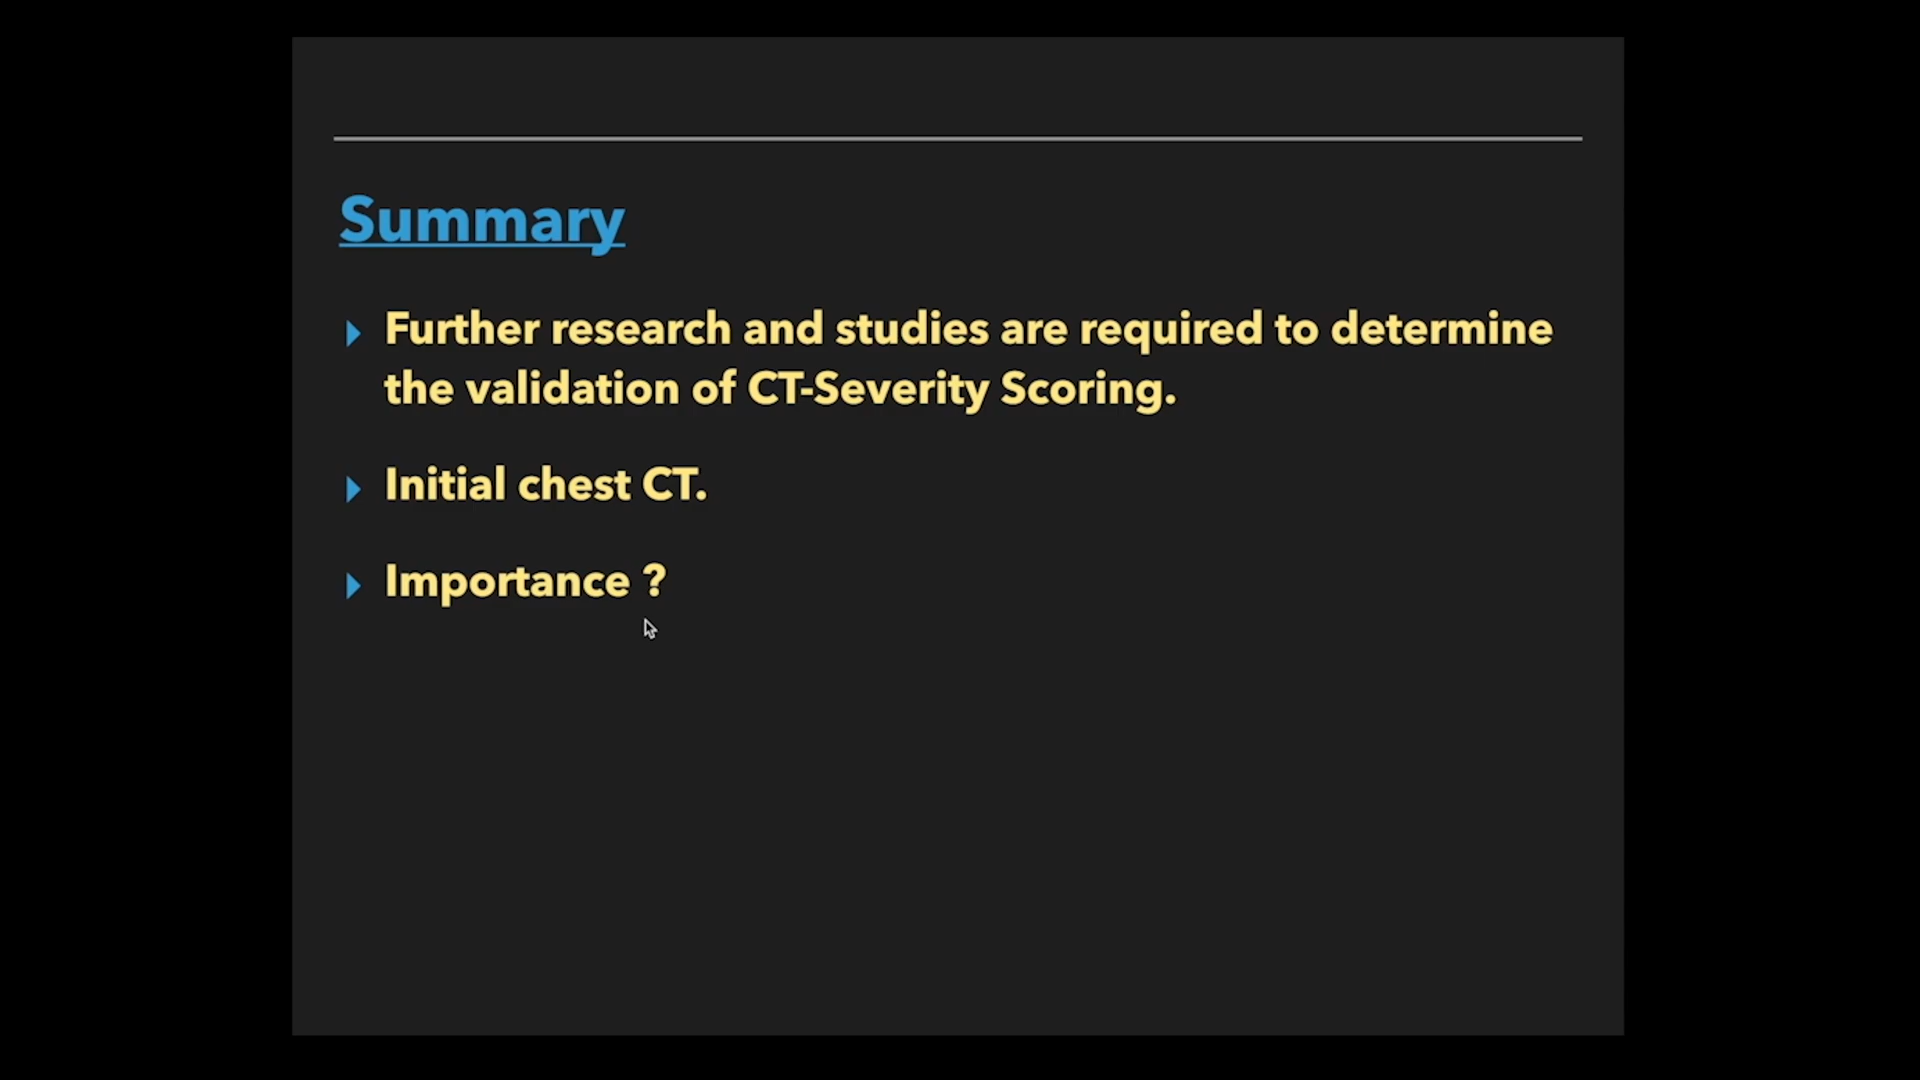 Summary
Further research and studies are required to determine
the validation of CT-Severity Scoring.
Initial chest CT.
Importance ?